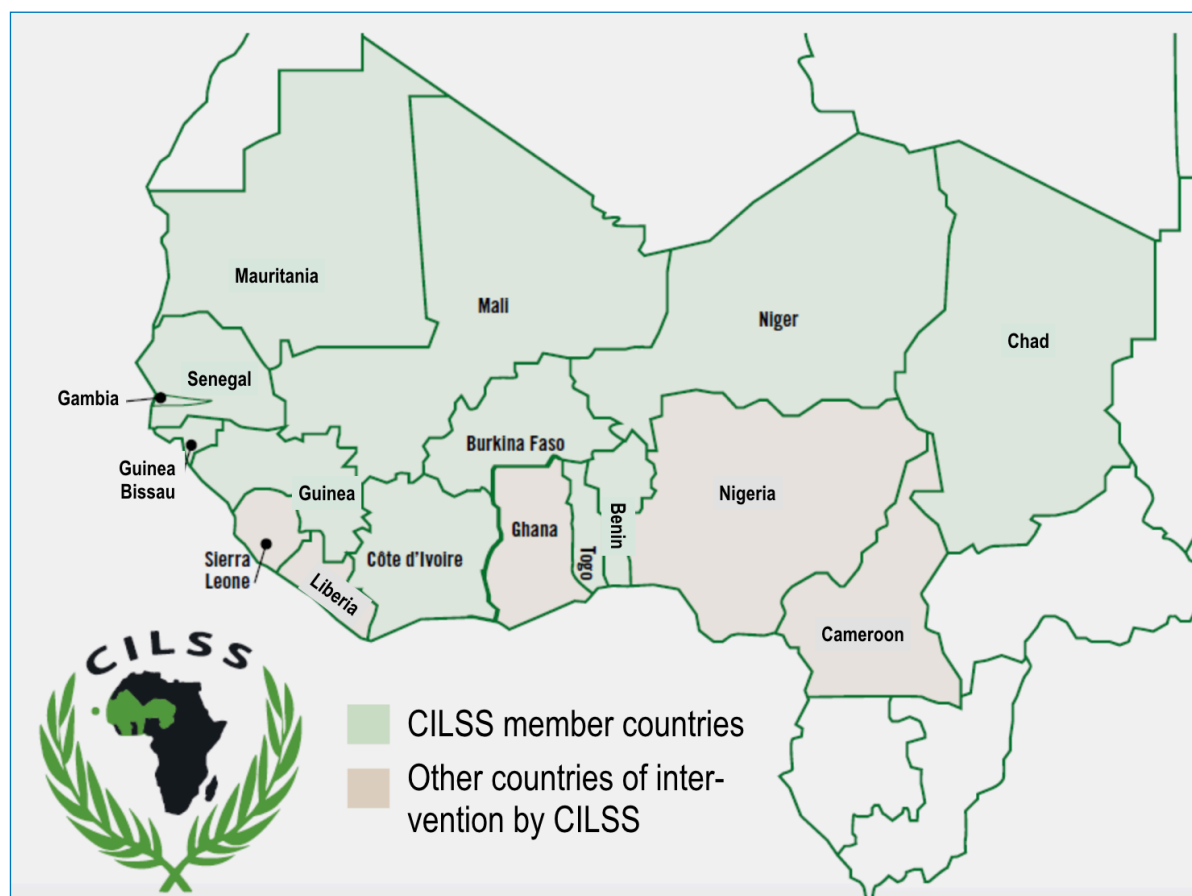 Mauritania
Mali
Niger
Chad
Senegal
Gambia
Burkina Faso
Guinea
Bissau
Guinea
Nigeria
Benin
Ghana
Togo
Côte d'Ivoire
Sierra
Leone
Liberia
Cameroon
CILSS
CILSS member countries
Other countries of inter-
vention by CILSS